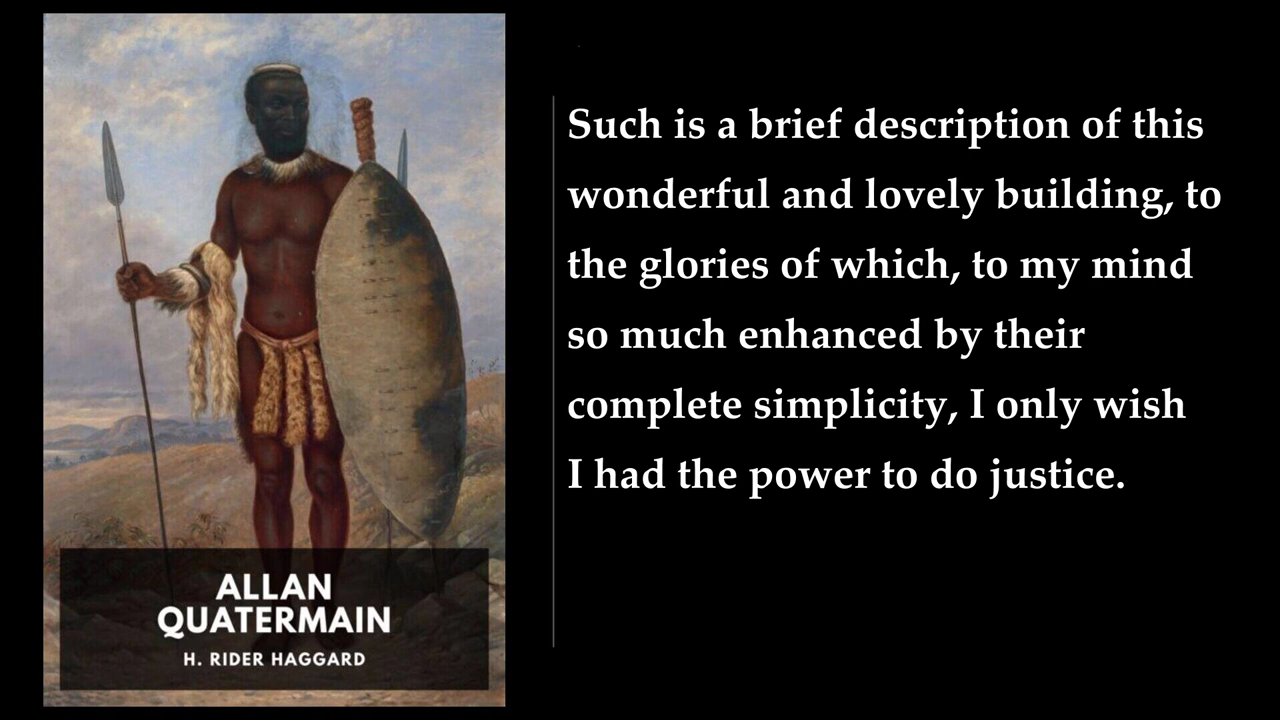 ALLAN
QUATERMAIN
H. RIDER HAGGARD
Such is a brief description of this
wonderful and lovely building, to
the glories of which, to my mind
so much enhanced by their
complete simplicity, I only wish
I had the power to do justice.